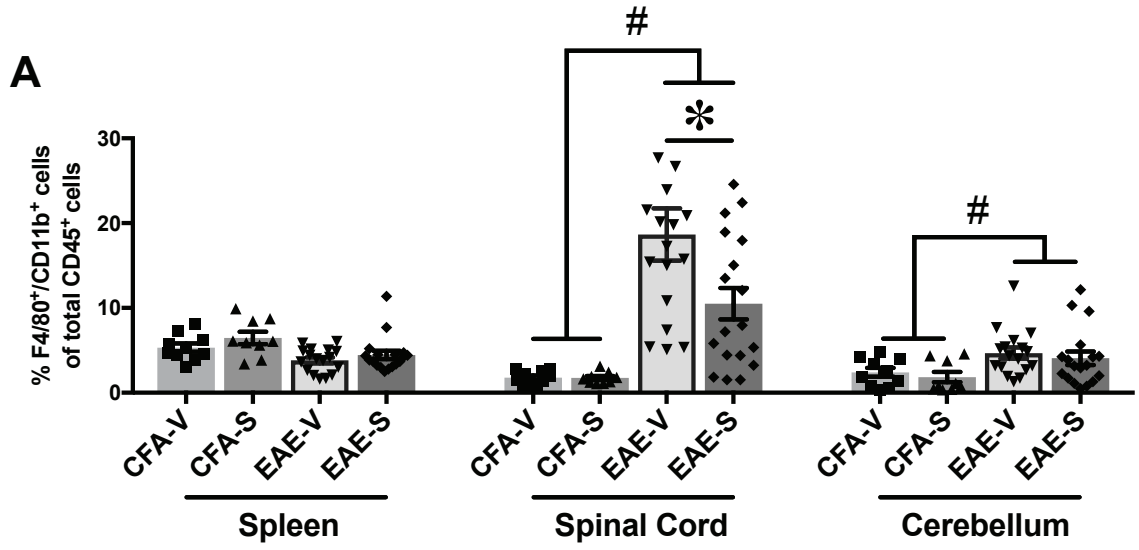 A
#
*
#
% F4/80⁺/CD11b⁺ cells
of total CD45⁺ cells
30
20
10
0
CFA-V
CFA-S
EAE-V
EAE-S
CFA-V
CFA-S
EAE-V
EAE-S
CFA-V
CFA-S
EAE-V
EAE-S
Spleen
Spinal Cord
Cerebellum